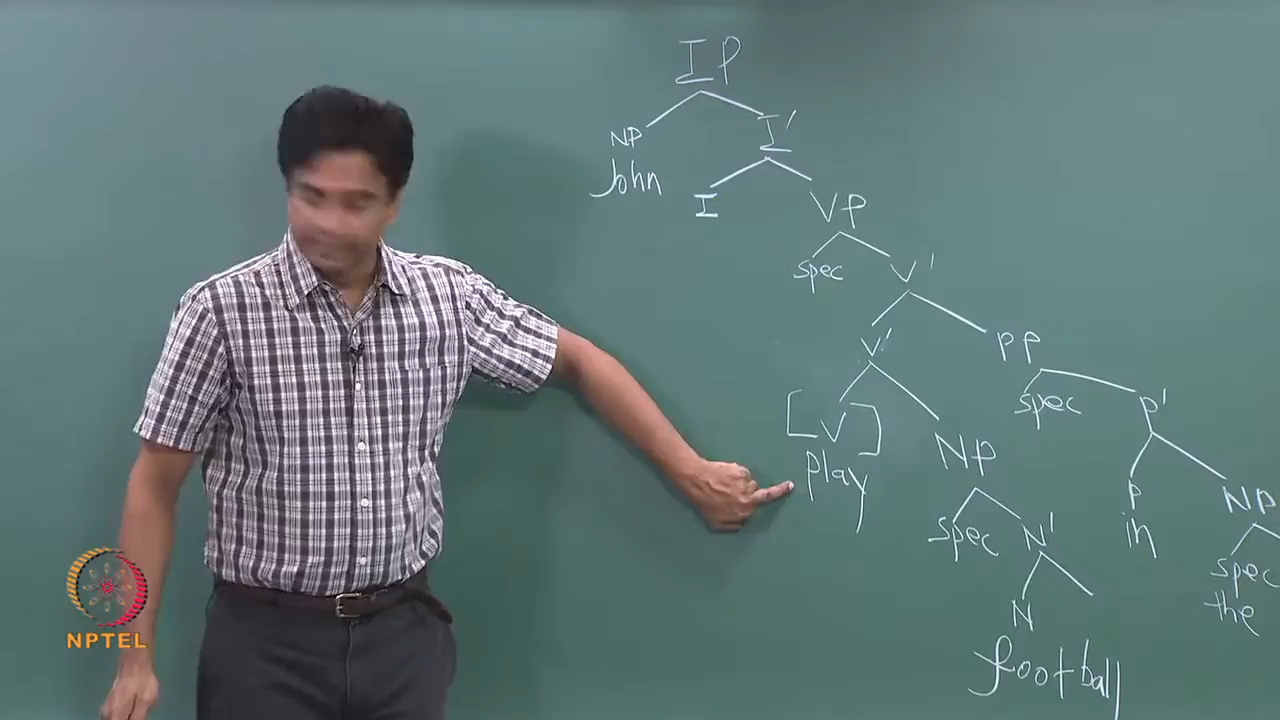 IP
NP I'
John
I VP
spec V'
V' PP
[V] spec P'
play NP P NP
spec N' in spec
N the
football
NPTEL